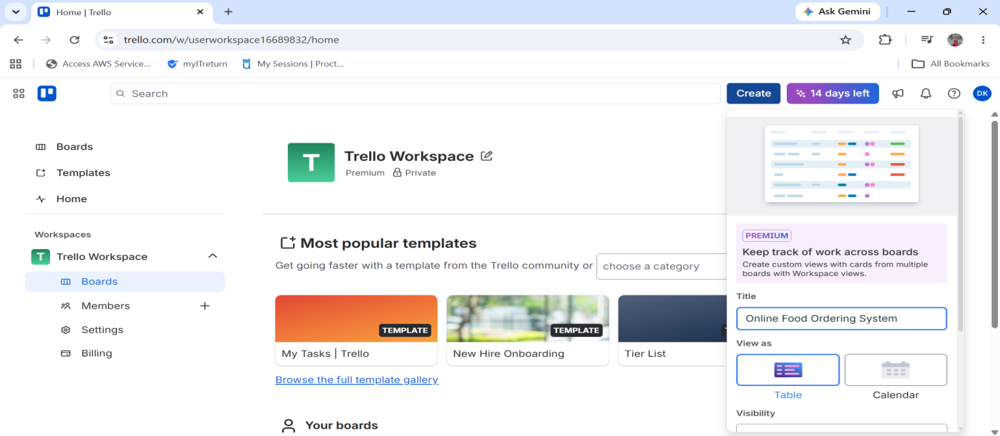 Home | Trello
Ask Gemini
trello.com/w/userworkspace16689832/home
Access AWS Service...
myITreturn
My Sessions | Proct...
All Bookmarks
Search
Create
14 days left
DK
Boards
Templates
Home
Workspaces
T
Trello Workspace
Boards
Members
Settings
Billing
T
Trello Workspace
Premium
Private
Most popular templates
Get going faster with a template from the Trello community or
choose a category
TEMPLATE
My Tasks | Trello
TEMPLATE
New Hire Onboarding
Tier List
Browse the full template gallery
Your boards
PREMIUM
Keep track of work across boards
Create custom views with cards from multiple
boards with Workspace views.
Title
Online Food Ordering System
View as
Table
Calendar
Visibility